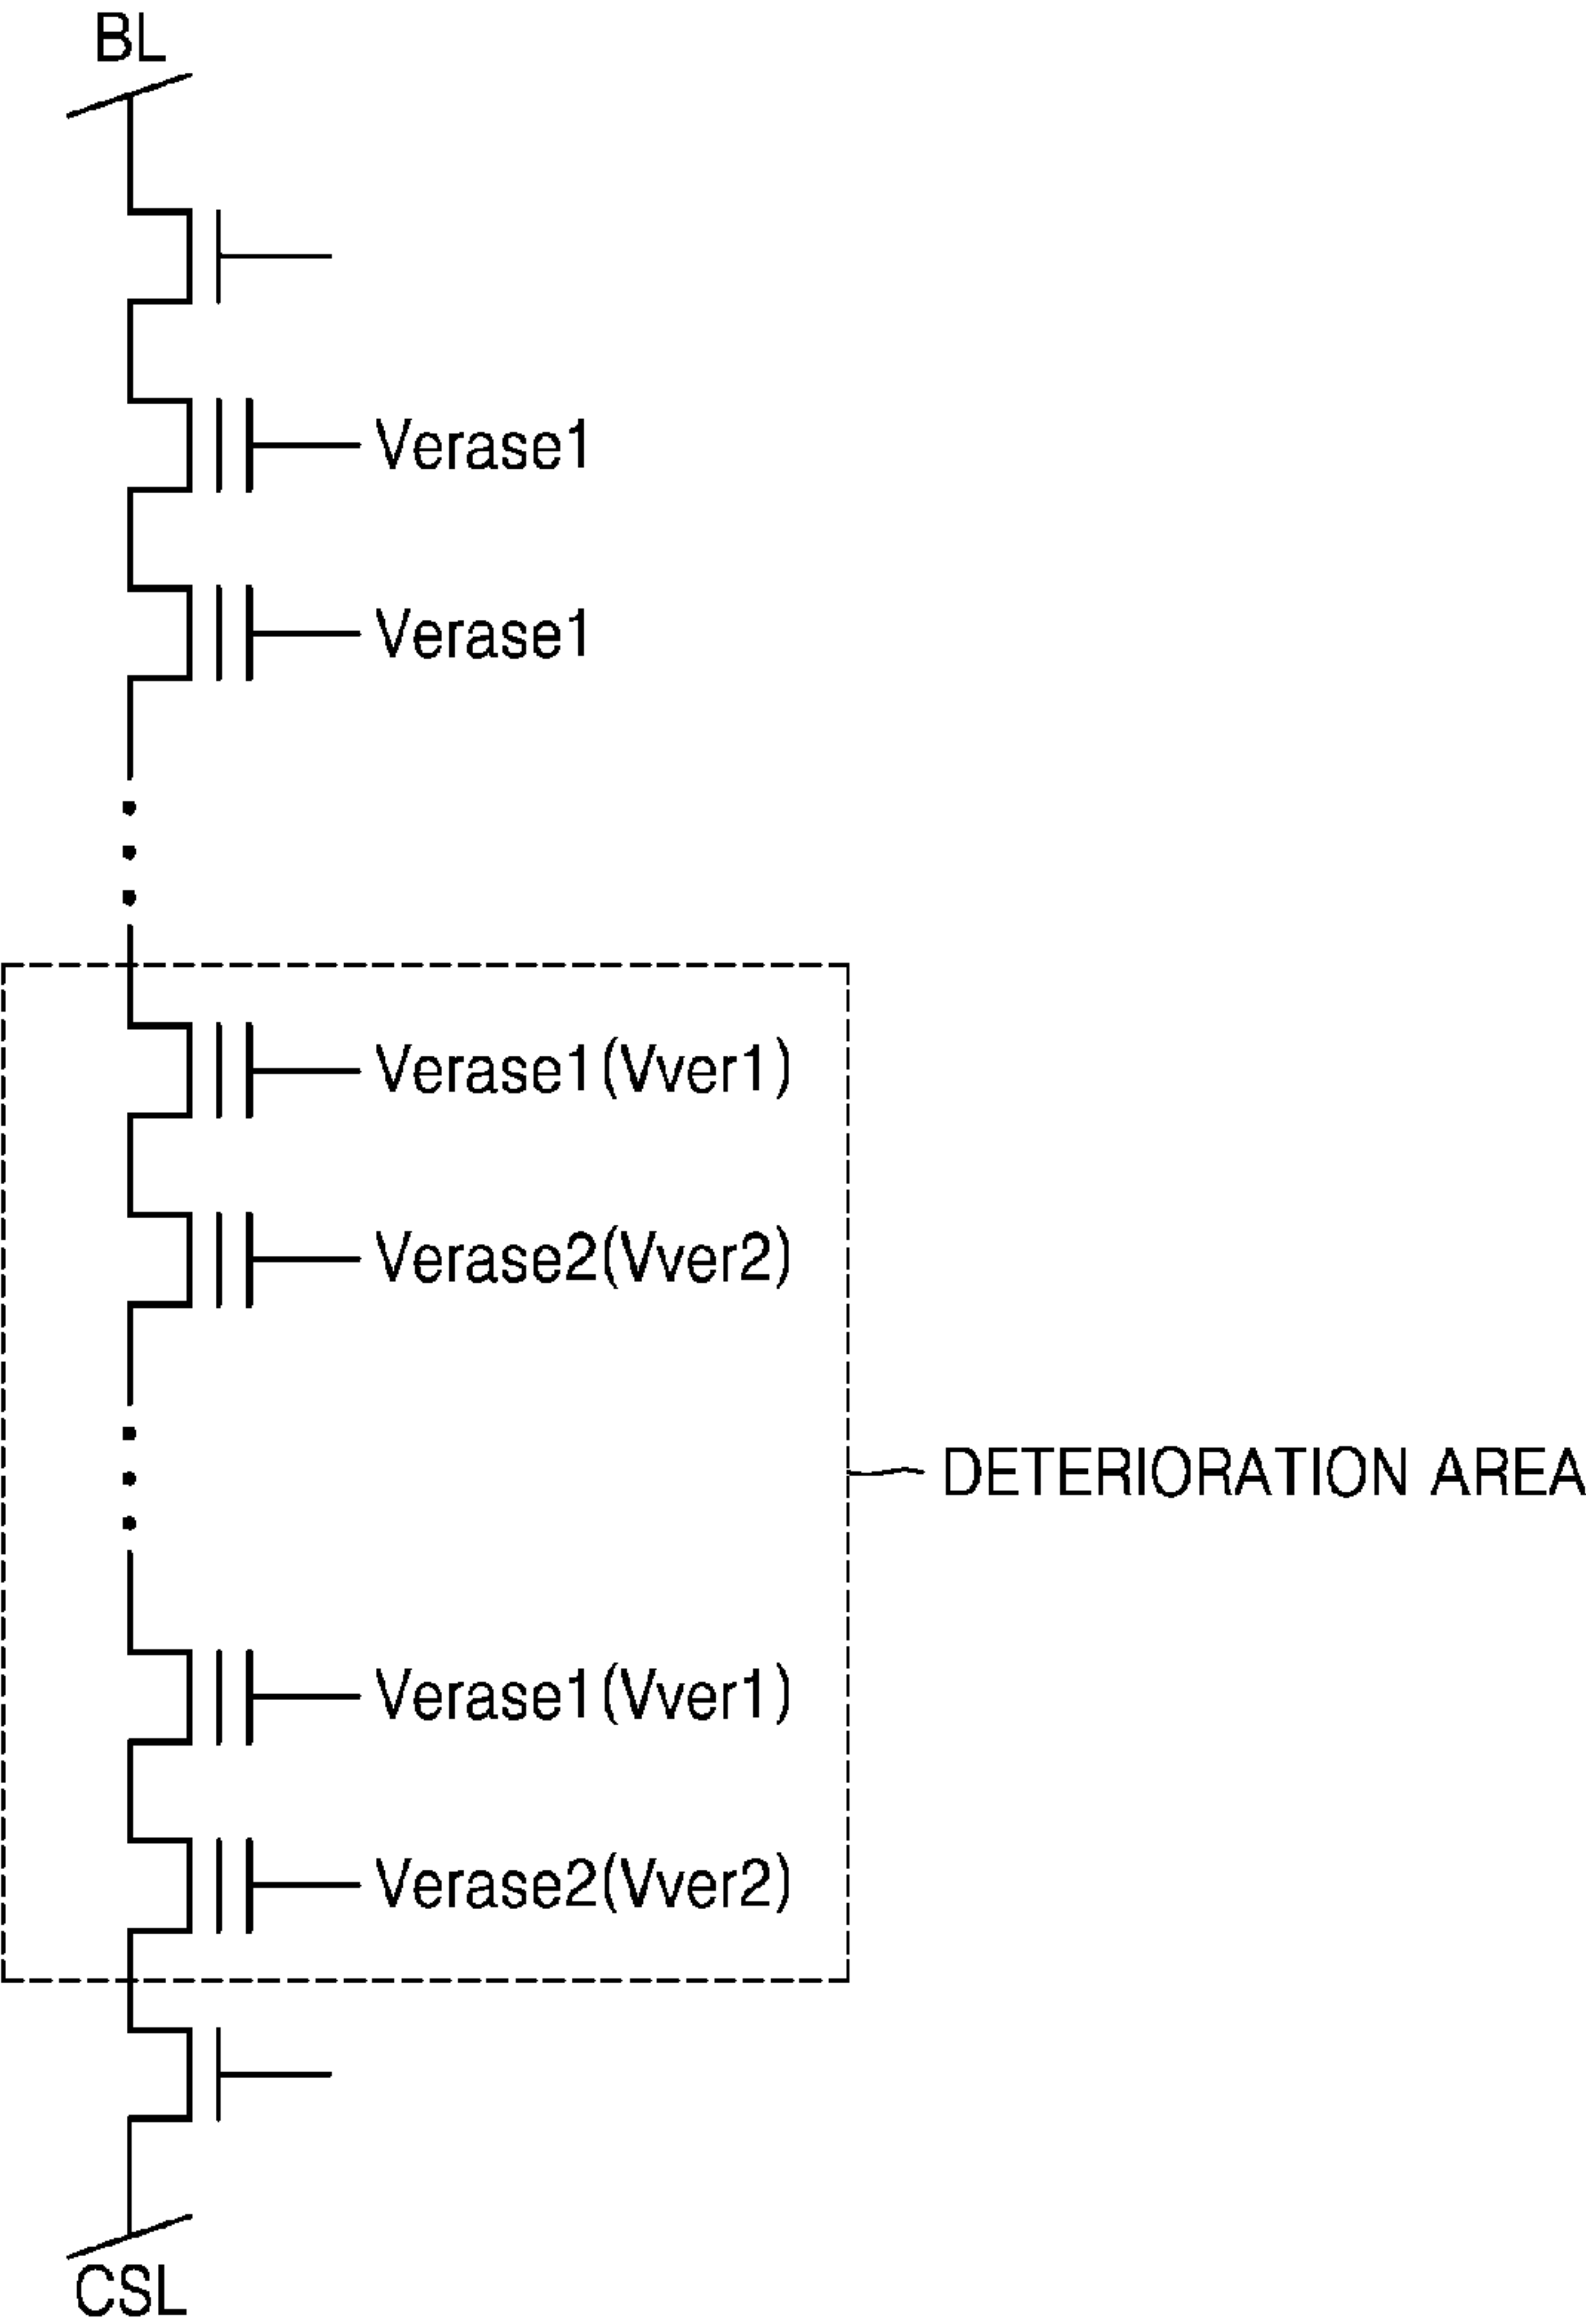 BL
Verase1
Verase1
Verase1(Vver1)
Verase2(Vver2)
DETERIORATION AREA
Verase1(Vver1)
Verase2(Vver2)
CSL